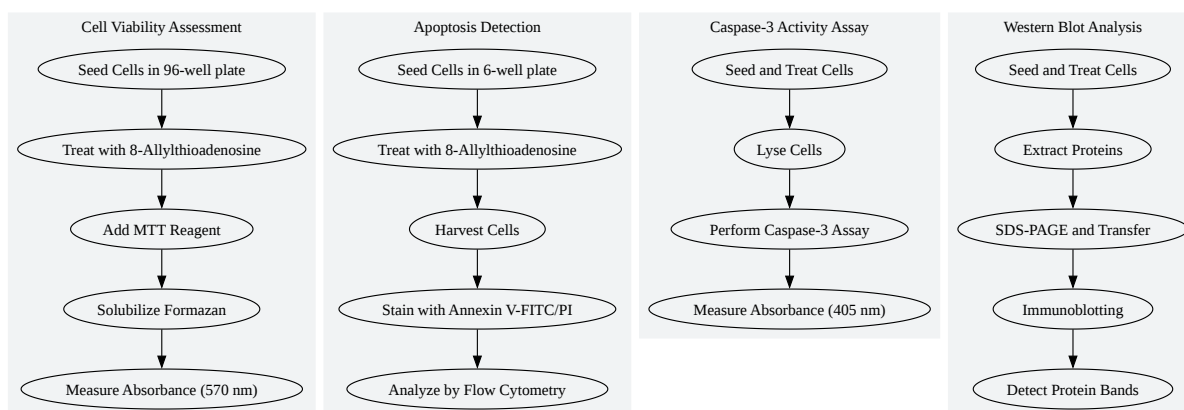 Cell Viability Assessment
Seed Cells in 96-well plate
Treat with 8-Allylthioadenosine
Add MTT Reagent
Solubilize Formazan
Measure Absorbance (570 nm)
Apoptosis Detection
Seed Cells in 6-well plate
Treat with 8-Allylthioadenosine
Harvest Cells
Stain with Annexin V-FITC/PI
Analyze by Flow Cytometry
Caspase-3 Activity Assay
Seed and Treat Cells
Lyse Cells
Perform Caspase-3 Assay
Measure Absorbance (405 nm)
Western Blot Analysis
Seed and Treat Cells
Extract Proteins
SDS-PAGE and Transfer
Immunoblotting
Detect Protein Bands